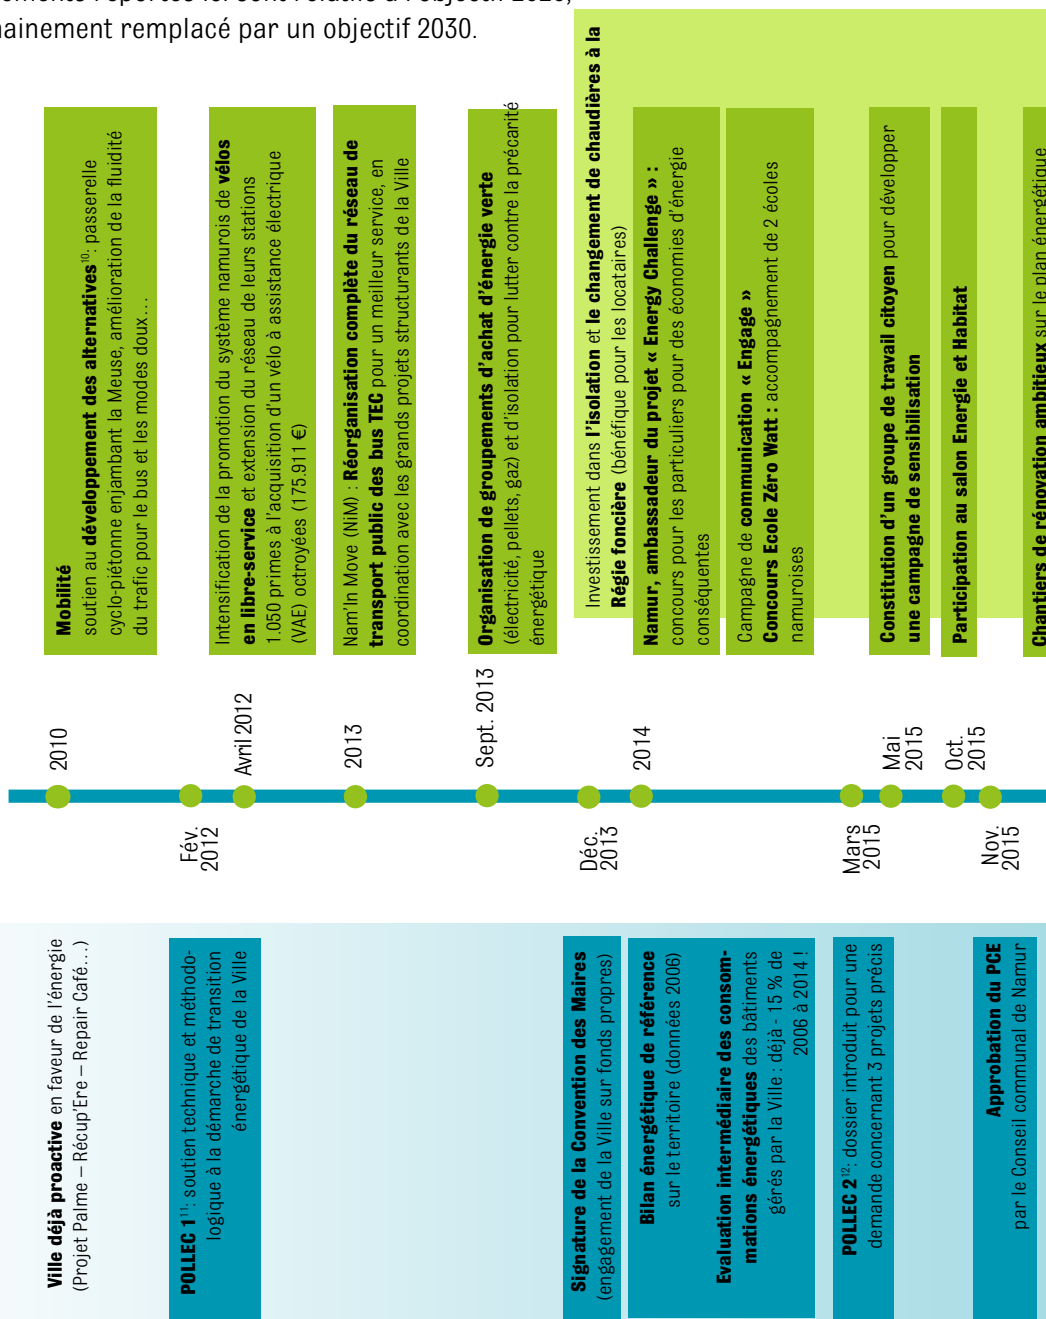 ements reportés ici sont relatifs à l'objectif 2020,
hainement remplacé par un objectif 2030.
Mobilité
soutien au développement des alternatives10: passerelle
cyclo-piétonne enjambant la Meuse, amélioration de la fluidité
du trafic pour le bus et les modes doux…
Intensification de la promotion du système namurois de vélos
en libre-service et extension du réseau de leurs stations
1.050 primes à l'acquisition d'un vélo à assistance électrique
(VAE) octroyées (175.911 €)
Nam'In Move (NiM) : Réorganisation complète du réseau de
transport public des bus TEC pour un meilleur service, en
coordination avec les grands projets structurants de la Ville
Organisation de groupements d'achat d'énergie verte
(électricité, pellets, gaz) et d'isolation pour lutter contre la précarité
énergétique
Investissement dans l'isolation et le changement de chaudières à la
Régie foncière (bénéfique pour les locataires)
Namur, ambassadeur du projet « Energy Challenge » :
concours pour les particuliers pour des économies d'énergie
conséquentes
Campagne de communication « Engage »
Concours Ecole Zéro Watt : accompagnement de 2 écoles
namuroises
Constitution d'un groupe de travail citoyen pour développer
une campagne de sensibilisation
Participation au salon Energie et Habitat
Chantiers de rénovation ambitieux sur le plan énergétique
2010
Avril 2012
2013
Sept. 2013
2014
Mai
2015
Oct.
2015
Fév.
2012
Déc.
2013
Mars
2015
Nov.
2015
Ville déjà proactive en faveur de l'énergie
(Projet Palme – Récup'Ere – Repair Café…)
POLLEC 111: soutien technique et méthodo-
logique à la démarche de transition
énergétique de la Ville
Signature de la Convention des Maires
(engagement de la Ville sur fonds propres)
Bilan énergétique de référence
sur le territoire (données 2006)
Evaluation intermédiaire des consom-
mations énergétiques des bâtiments
gérés par la Ville : déjà - 15 % de
2006 à 2014 !
POLLEC 212: dossier introduit pour une
demande concernant 3 projets précis
Approbation du PCE
par le Conseil communal de Namur